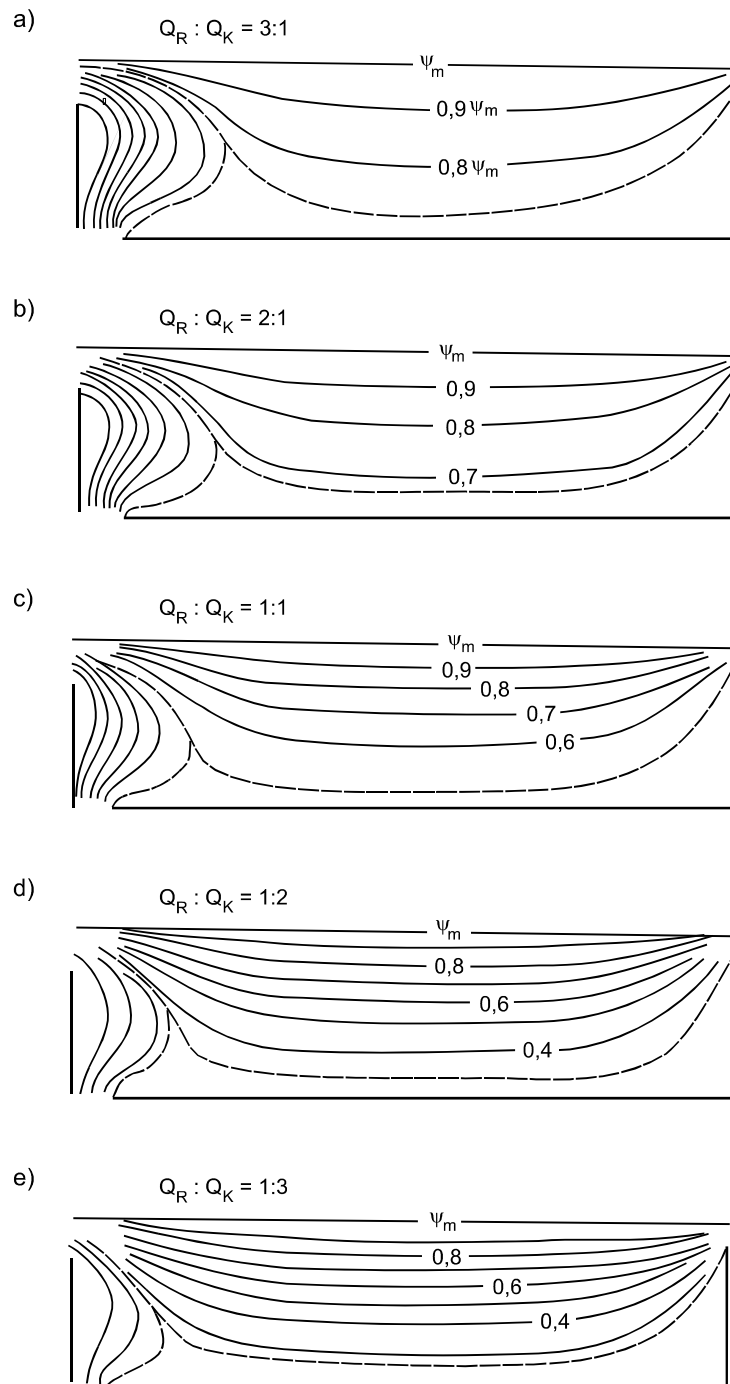 a)
Q_R : Q_K = 3:1
ψ_m
0,9 ψ_m
0,8 ψ_m
b)
Q_R : Q_K = 2:1
ψ_m
0,9
0,8
0,7
c)
Q_R : Q_K = 1:1
ψ_m
0,9
0,8
0,7
0,6
d)
Q_R : Q_K = 1:2
ψ_m
0,8
0,6
0,4
e)
Q_R : Q_K = 1:3
ψ_m
0,8
0,6
0,4